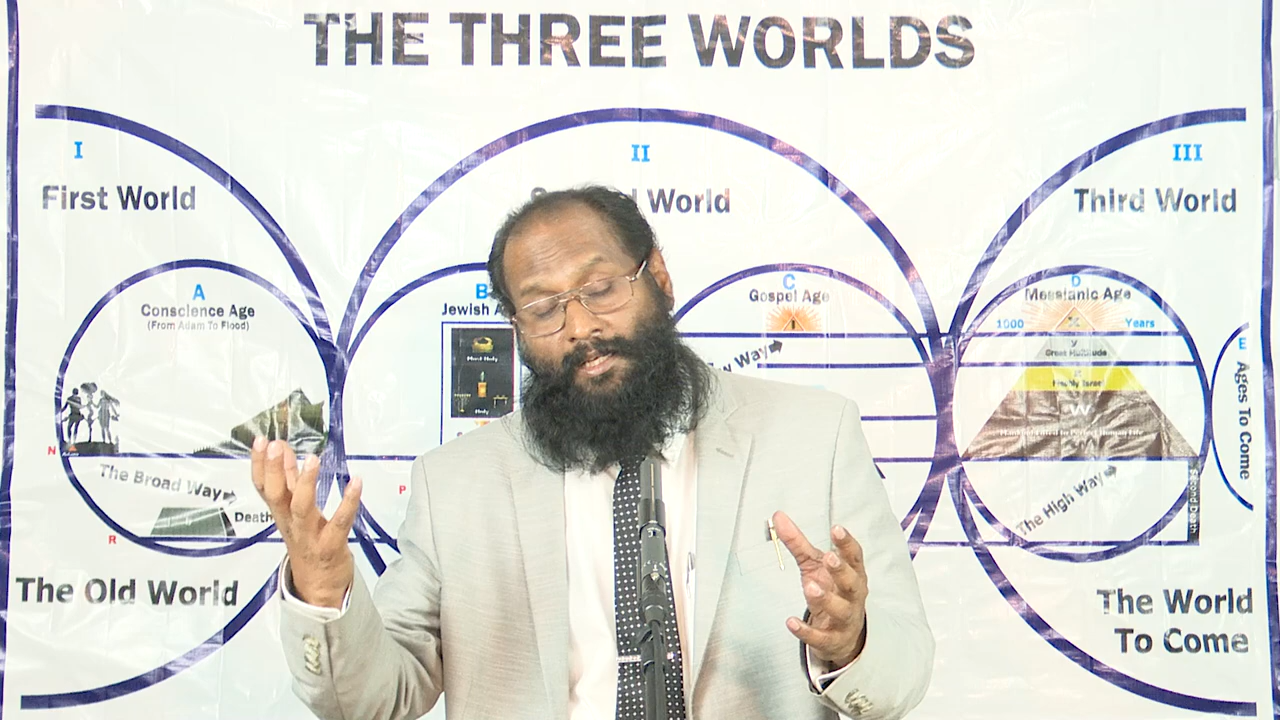 THE THREE WORLDS
I
II
III
First World
World
Third World
A
Conscience Age
(From Adam To Flood)
B
Jewish A
Most Holy
Holy
C
Gospel Age
w Way
D
Messianic Age
1000
Years
Great Multitude
W
E
Ages To Come
N
The Broad Way
Death
R
P
The High Way
Second Death
The Old World
The World
To Come